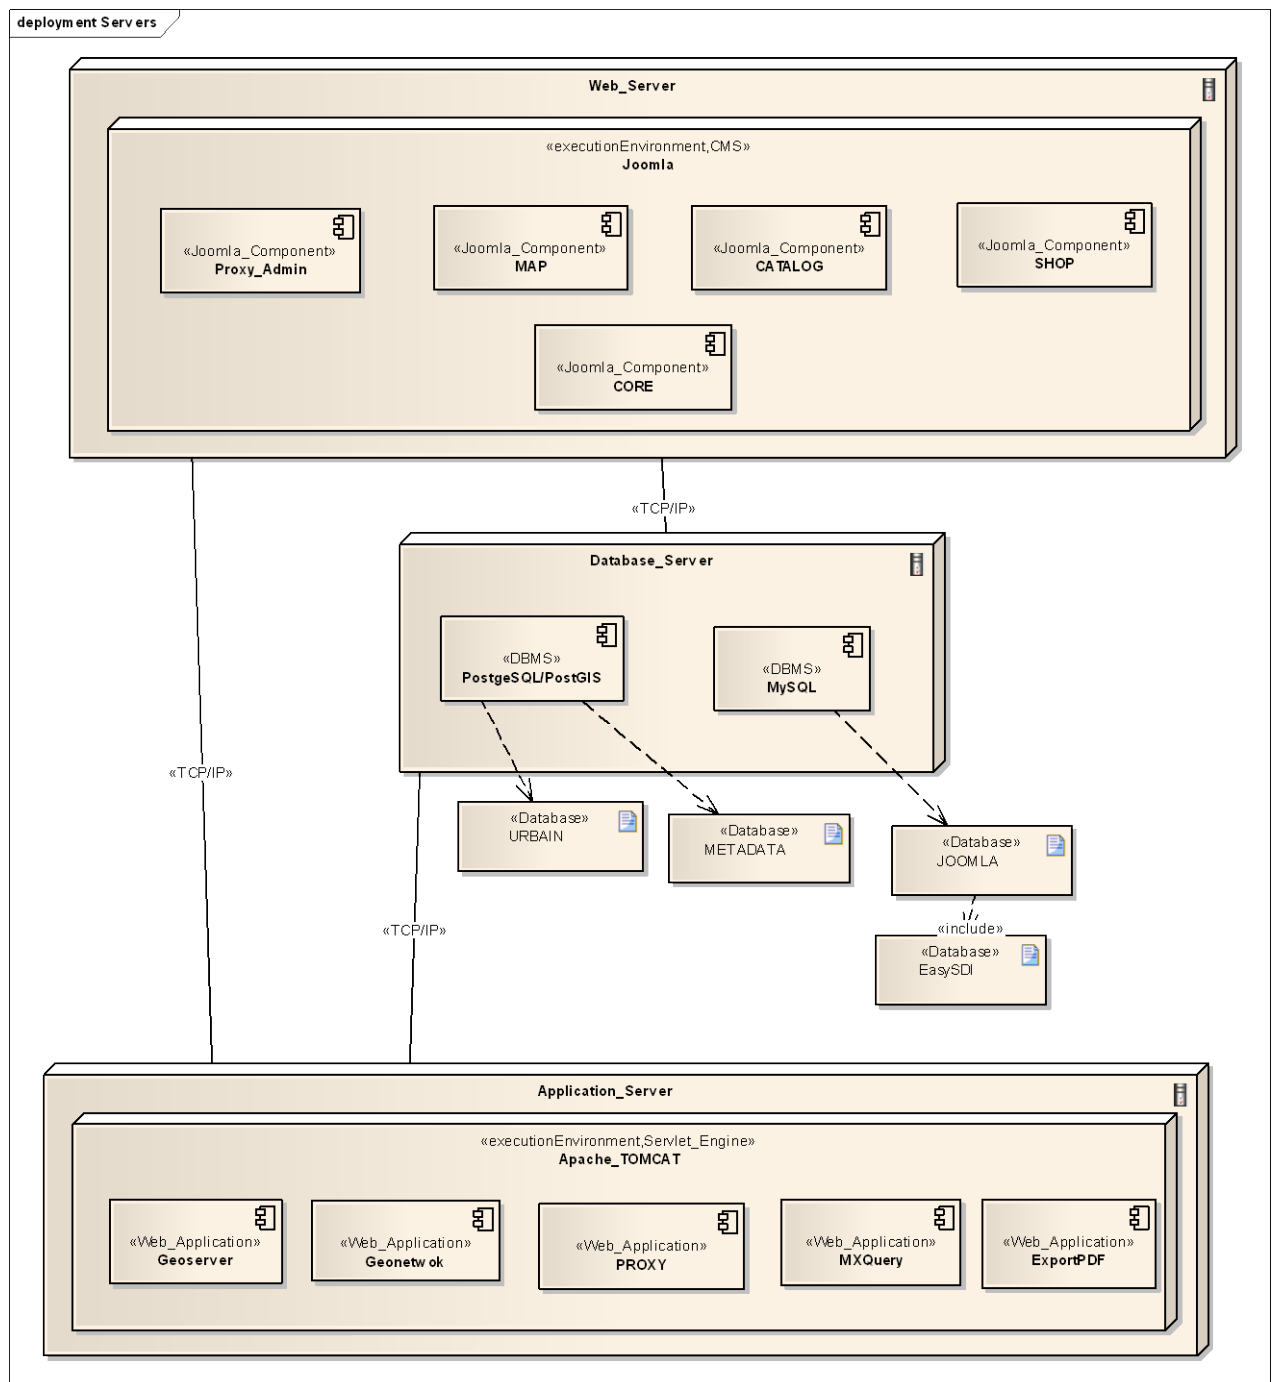 deployment Servers
Web_Server
«executionEnvironment,CMS»
Joomla
«Joomla_Component»
Proxy_Admin
«Joomla_Component»
MAP
«Joomla_Component»
CATALOG
«Joomla_Component»
SHOP
«Joomla_Component»
CORE
«TCP/IP»
Database_Server
«DBMS»
PostgeSQL/PostGIS
«DBMS»
MySQL
«TCP/IP»
«Database»
URBAIN
«Database»
METADATA
«Database»
JOOMLA
«TCP/IP»
«include»
«Database»
EasySDI
Application_Server
«executionEnvironment,Servlet_Engine»
Apache_TOMCAT
«Web_Application»
Geoserver
«Web_Application»
Geonetwok
«Web_Application»
PROXY
«Web_Application»
MXQuery
«Web_Application»
ExportPDF